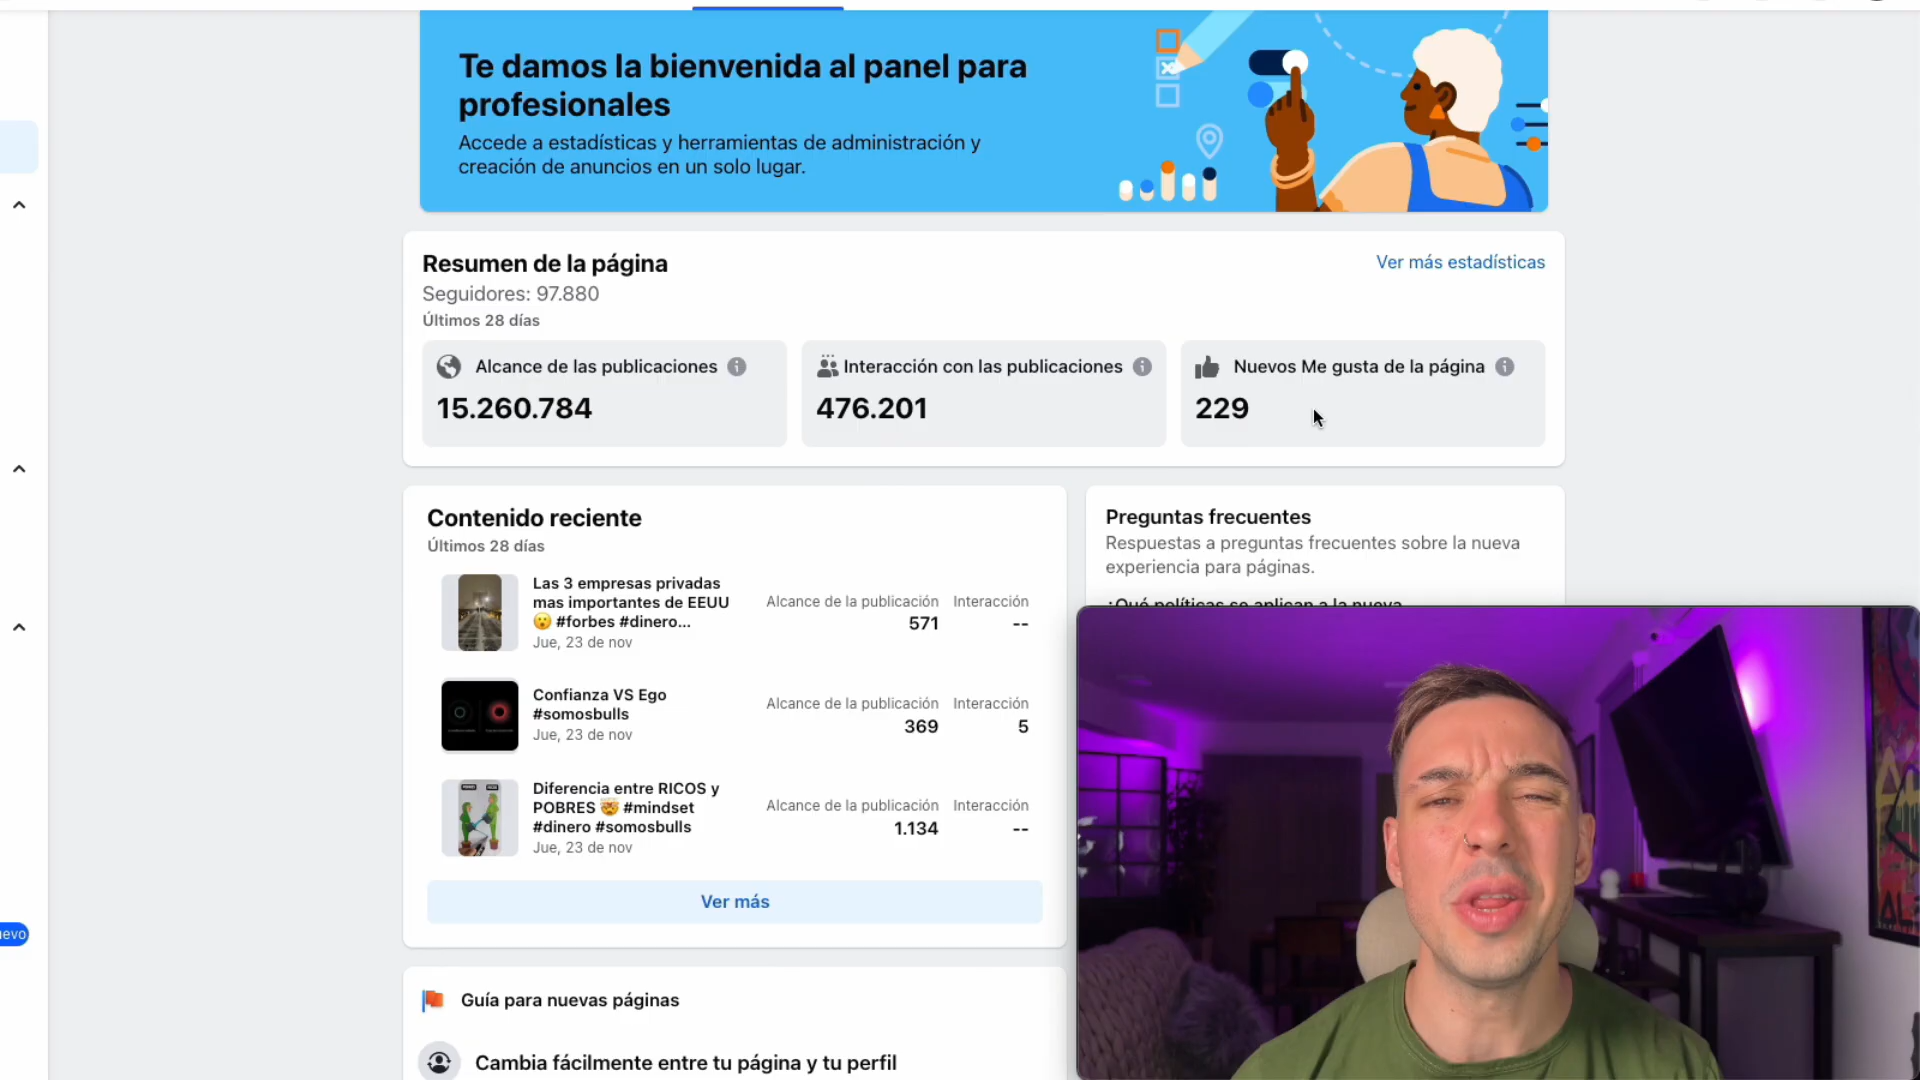 Te damos la bienvenida al panel para
profesionales
Accede a estadísticas y herramientas de administración y
creación de anuncios en un solo lugar.
Resumen de la página
Ver más estadísticas
Seguidores: 97.880
Últimos 28 días
Alcance de las publicaciones
15.260.784
Interacción con las publicaciones
476.201
Nuevos Me gusta de la página
229
Contenido reciente
Últimos 28 días
Las 3 empresas privadas
mas importantes de EEUU
😮 #forbes #dinero...
Jue, 23 de nov
Alcance de la publicación
571
Interacción
--
Confianza VS Ego
#somosbulls
Jue, 23 de nov
Alcance de la publicación
369
Interacción
5
Diferencia entre RICOS y
POBRES 🤯 #mindset
#dinero #somosbulls
Jue, 23 de nov
Alcance de la publicación
1.134
Interacción
--
Ver más
Preguntas frecuentes
Respuestas a preguntas frecuentes sobre la nueva
experiencia para páginas.
¿Qué políticas se aplican a la nueva
Guía para nuevas páginas
Cambia fácilmente entre tu página y tu perfil